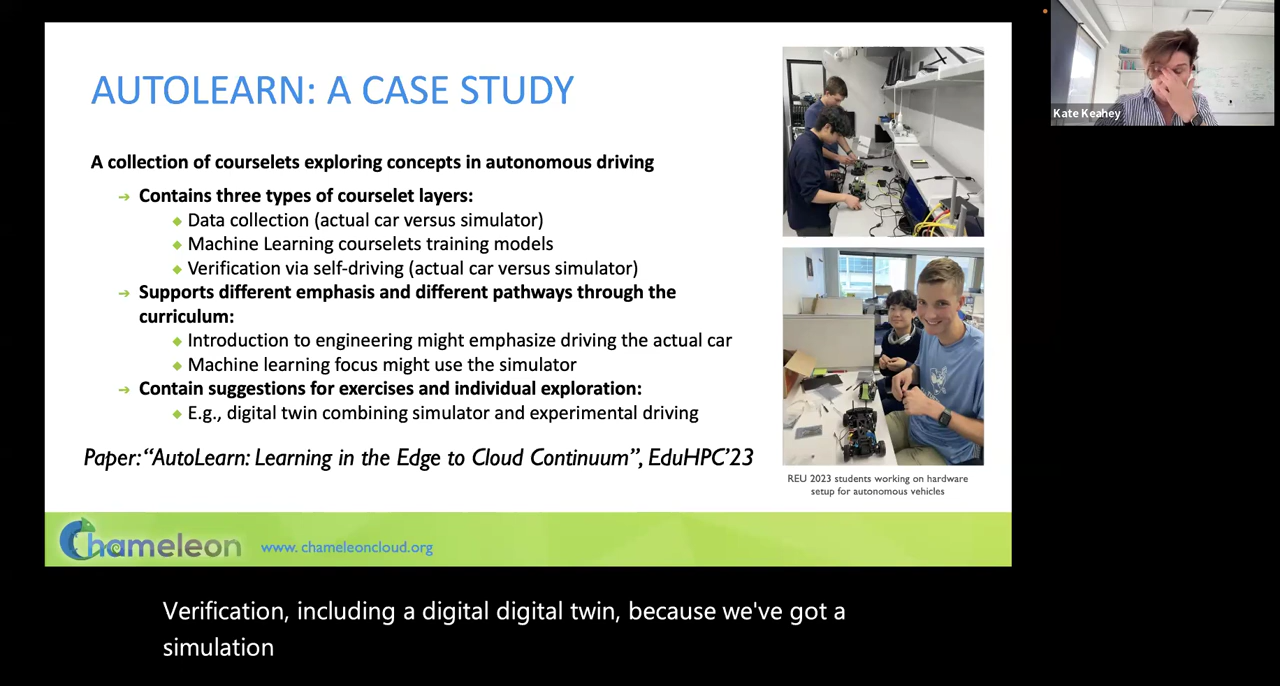 AUTOLEARN: A CASE STUDY
A collection of courselets exploring concepts in autonomous driving
➔ Contains three types of courselet layers:
◆ Data collection (actual car versus simulator)
◆ Machine Learning courselets training models
◆ Verification via self-driving (actual car versus simulator)
➔ Supports different emphasis and different pathways through the
curriculum:
◆ Introduction to engineering might emphasize driving the actual car
◆ Machine learning focus might use the simulator
➔ Contain suggestions for exercises and individual exploration:
◆ E.g., digital twin combining simulator and experimental driving
Paper: “AutoLearn: Learning in the Edge to Cloud Continuum”, EduHPC’23
REU 2023 students working on hardware
setup for autonomous vehicles
Chameleon
www. chameleoncloud.org
Kate Keahey
Verification, including a digital digital twin, because we've got a
simulation